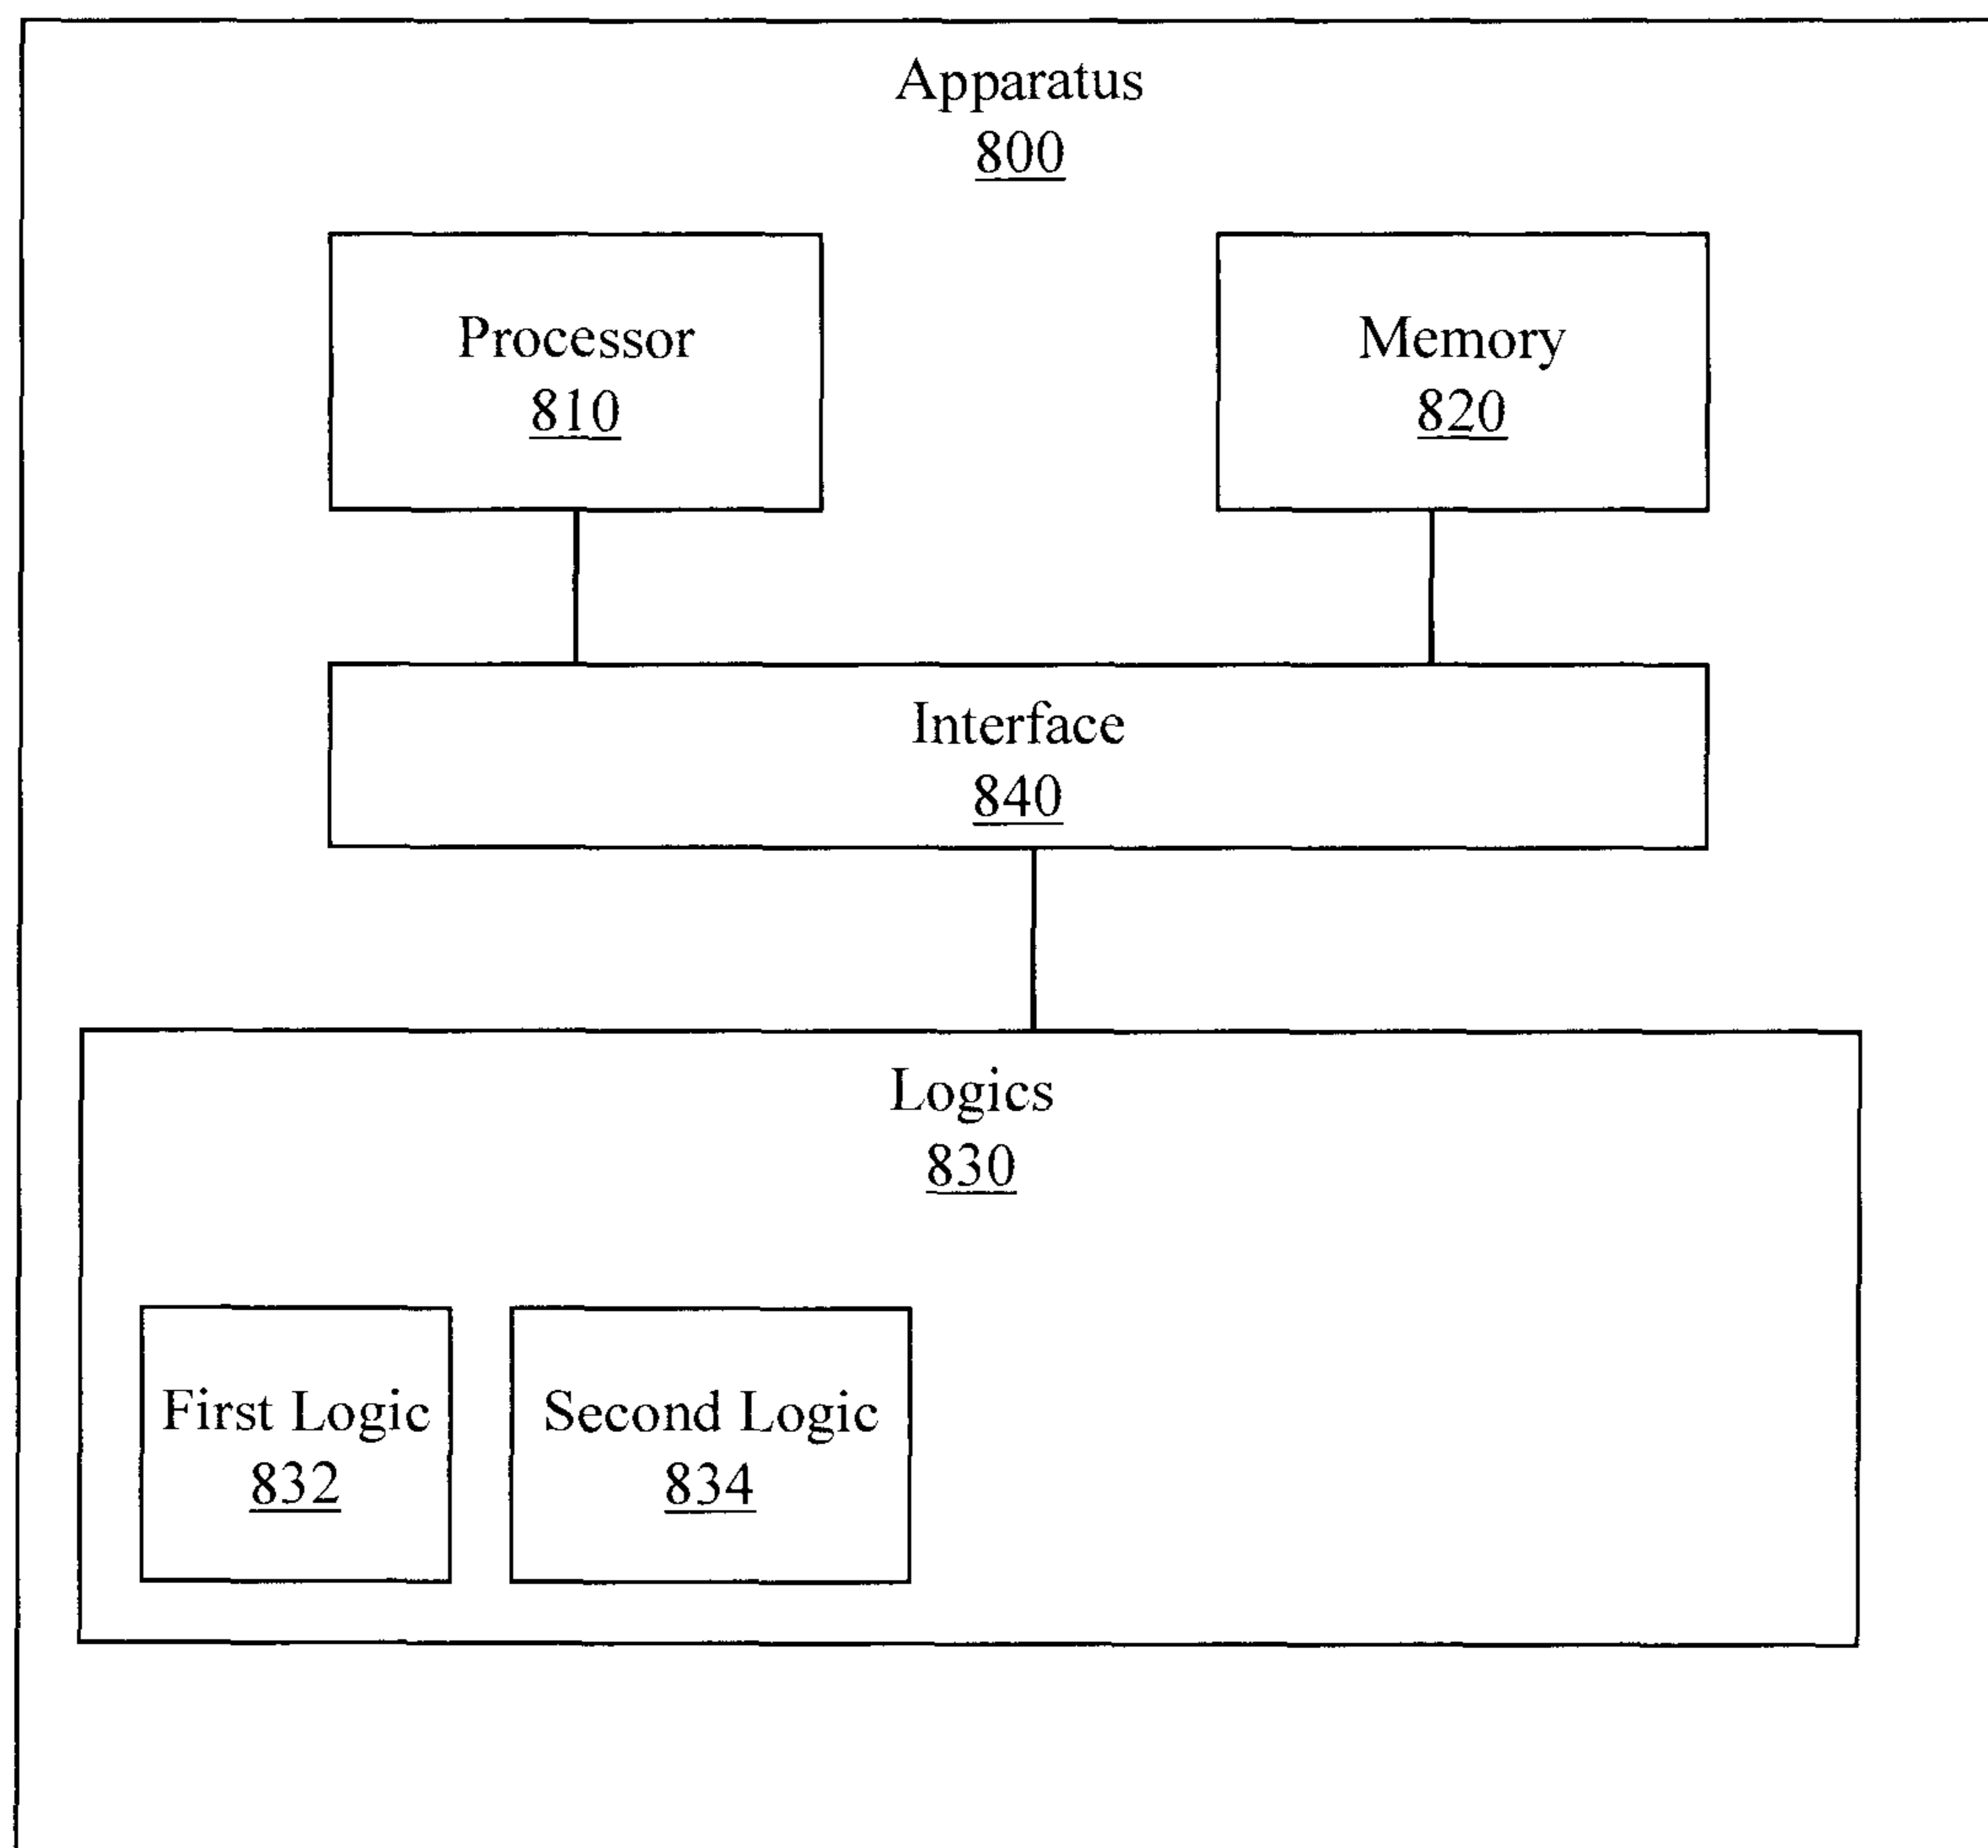 Apparatus
800
Processor
810
Memory
820
Interface
840
Logics
830
First Logic
832
Second Logic
834